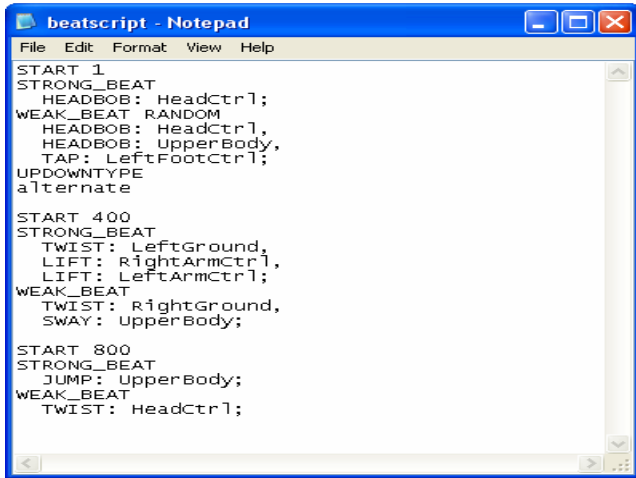 beatscript - Notepad
File Edit Format View Help
START 1
STRONG_BEAT
  HEADBOB: HeadCtrl;
WEAK_BEAT RANDOM
  HEADBOB: HeadCtrl,
  HEADBOB: UpperBody,
  TAP: LeftFootCtrl;
UPDOWNTYPE
alternate

START 400
STRONG_BEAT
  TWIST: LeftGround,
  LIFT: RightArmCtrl,
  LIFT: LeftArmCtrl;
WEAK_BEAT
  TWIST: RightGround,
  SWAY: UpperBody;

START 800
STRONG_BEAT
  JUMP: UpperBody;
WEAK_BEAT
  TWIST: HeadCtrl;